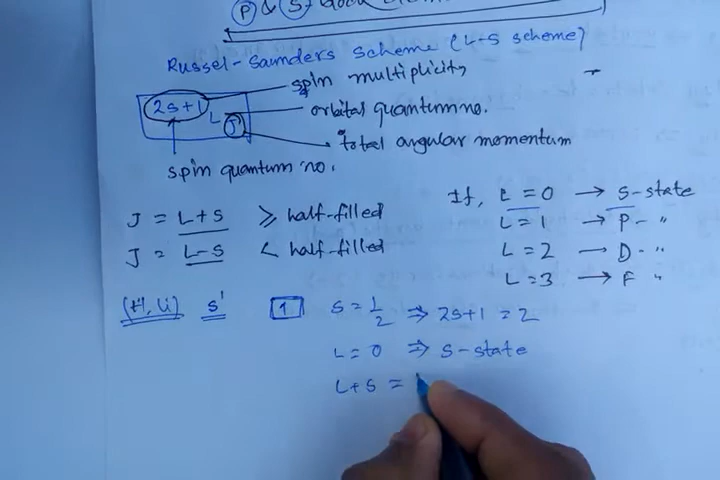 (P) & (S)-block
Russel-Saunders Scheme (L-S scheme)
spin multiplicity
2S+1 L J
orbital quantum no.
total angular momentum
spin quantum no.
J = L+S ≥ half-filled
J = L-S < half-filled
If, L = 0 → S-state
L = 1 → P- "
L = 2 → D- "
L = 3 → F "
(H, Li) s¹ 1 S = 1/2 ⇒ 2S+1 = 2
L = 0 ⇒ S-state
L+S =